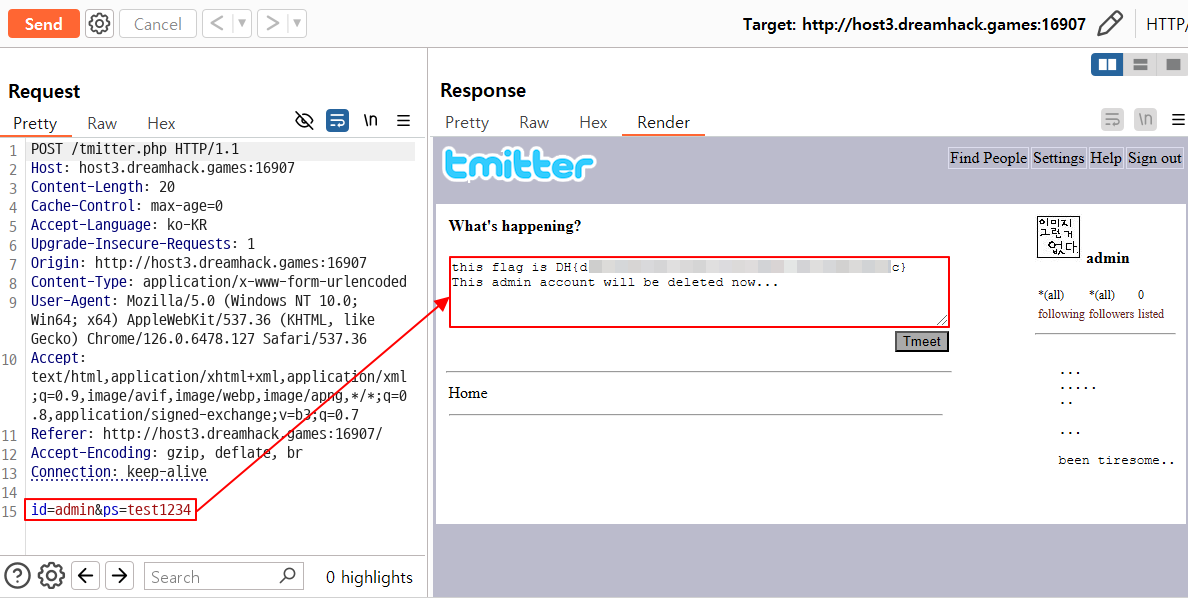 Send Cancel < > Target: http://host3.dreamhack.games:16907 HTTP/
Request
Pretty Raw Hex \n
1 POST /tmitter.php HTTP/1.1
2 Host: host3.dreamhack.games:16907
3 Content-Length: 20
4 Cache-Control: max-age=0
5 Accept-Language: ko-KR
6 Upgrade-Insecure-Requests: 1
7 Origin: http://host3.dreamhack.games:16907
8 Content-Type: application/x-www-form-urlencoded
9 User-Agent: Mozilla/5.0 (Windows NT 10.0;
Win64; x64) AppleWebKit/537.36 (KHTML, like
Gecko) Chrome/126.0.6478.127 Safari/537.36
10 Accept:
text/html,application/xhtml+xml,application/xml
;q=0.9,image/avif,image/webp,image/apng,*/*;q=0
.8,application/signed-exchange;v=b3;q=0.7
11 Referer: http://host3.dreamhack.games:16907/
12 Accept-Encoding: gzip, deflate, br
13 Connection: keep-alive
14
15 id=admin&ps=test1234
? Search 0 highlights
Response
Pretty Raw Hex Render \n
tmitter
Find People Settings Help Sign out
What's happening?
this flag is DH{d c}
This admin account will be deleted now...
Tmeet
Home
이미지
그런거
없다.
admin
*(all) *(all) 0
following followers listed
...
.....
..
...
been tiresome..